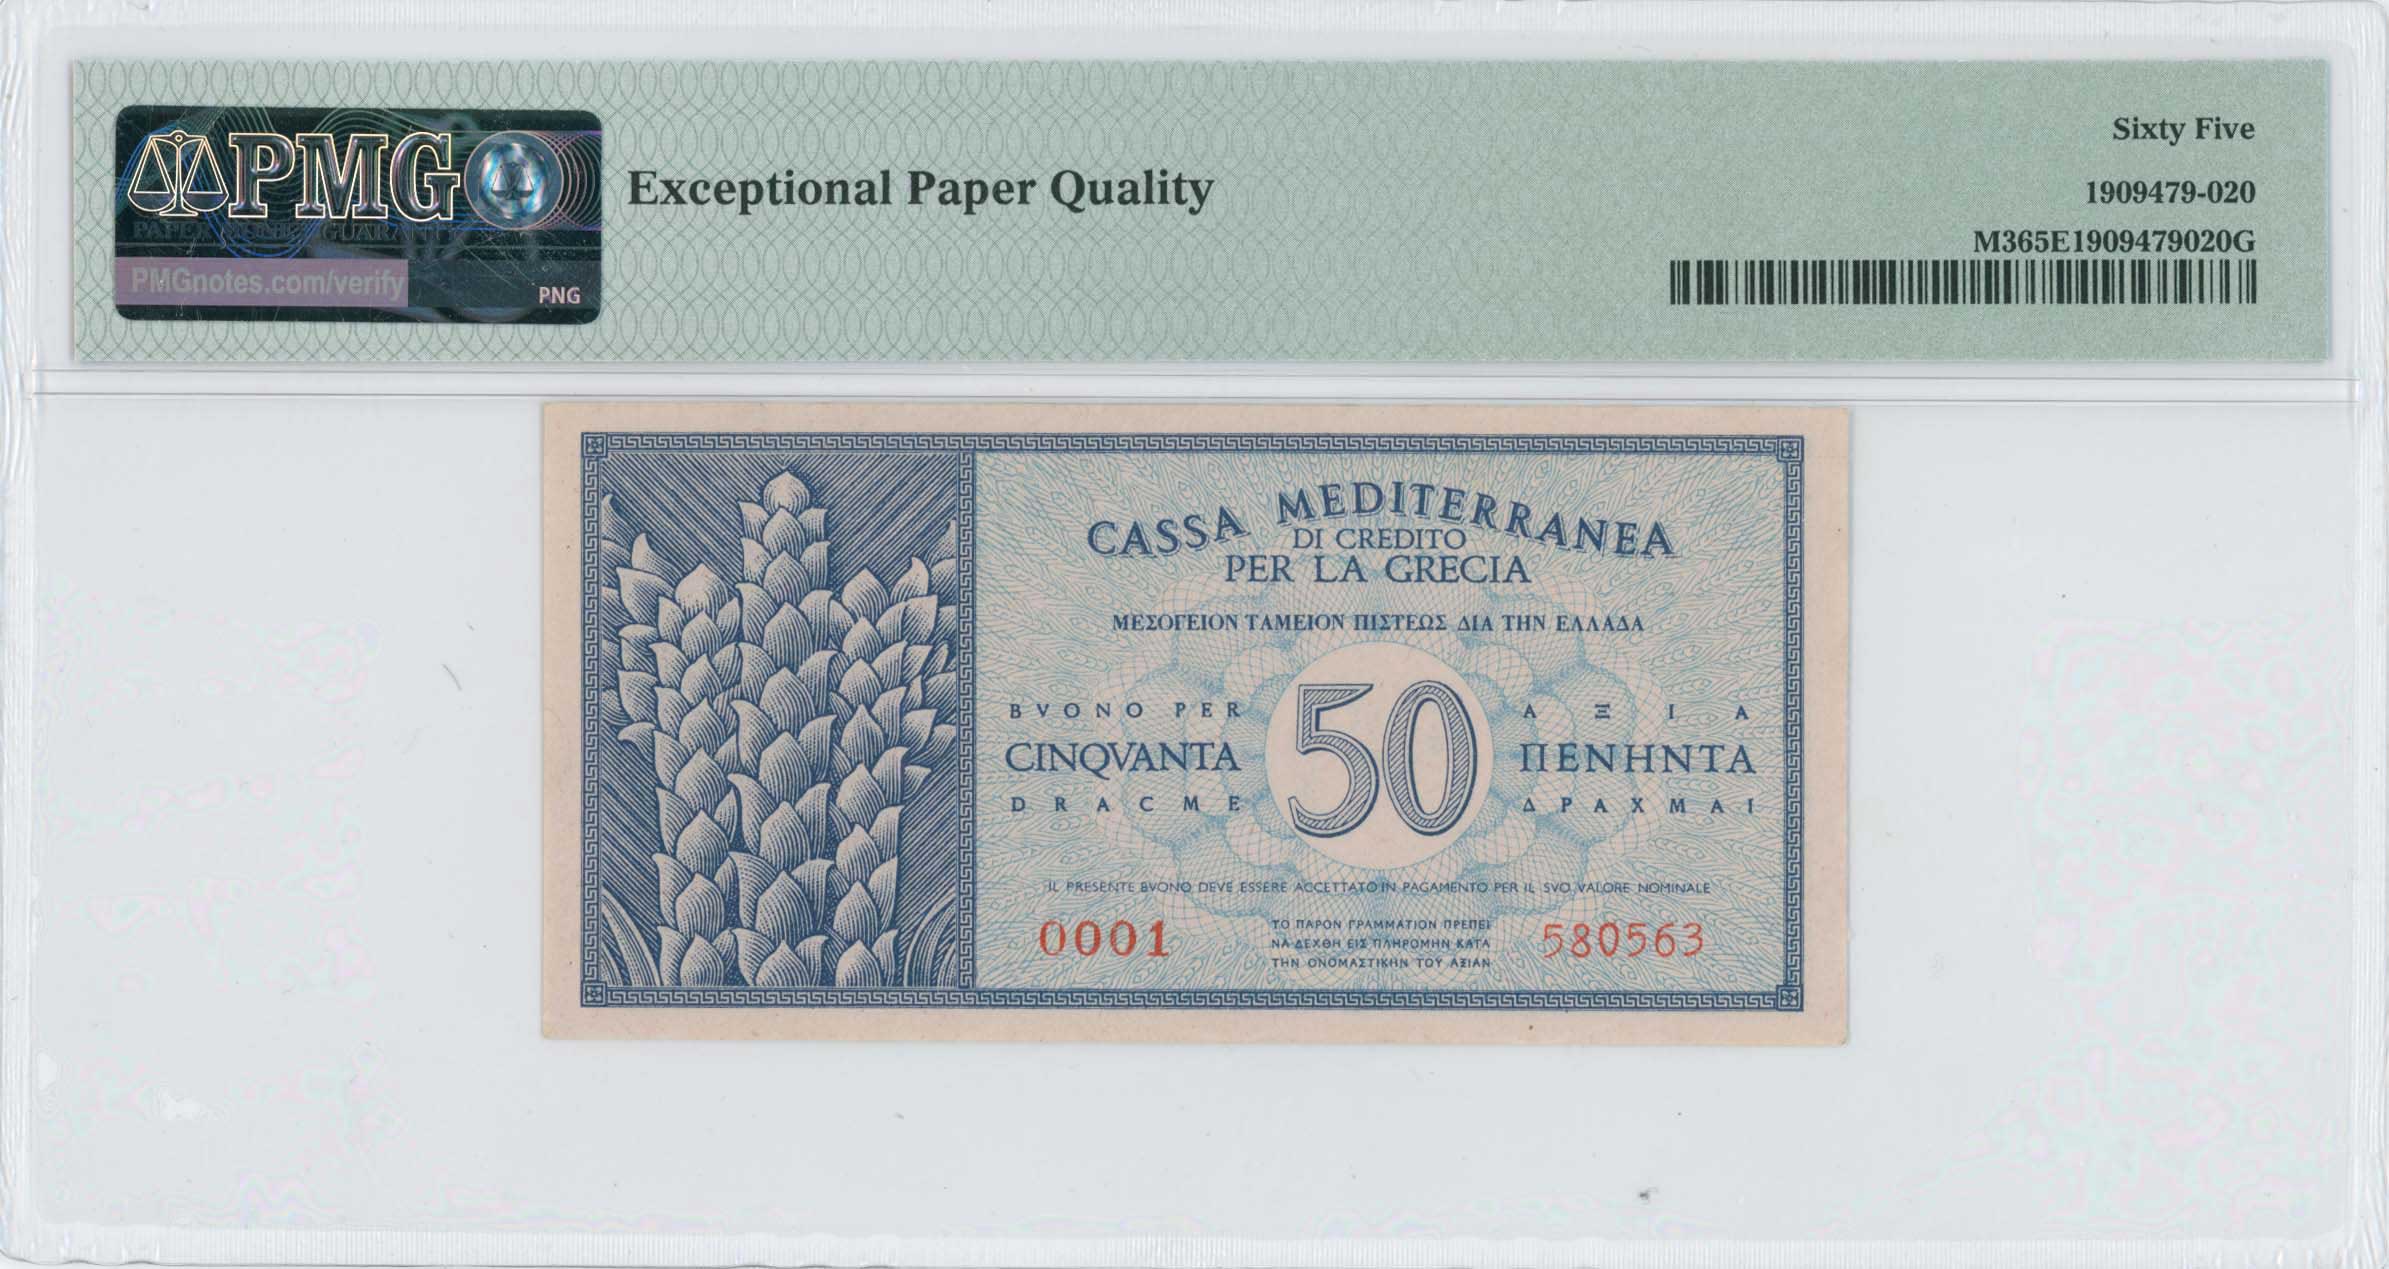 PMG
PAPER MONEY GUARANTY
PMGnotes.com/verify
PNG
Exceptional Paper Quality
Sixty Five
1909479-020
M365E1909479020G
CASSA MEDITERRANEA
DI CREDITO
PER LA GRECIA
ΜΕΣΟΓΕΙΟΝ ΤΑΜΕΙΟΝ ΠΙΣΤΕΩΣ ΔΙΑ ΤΗΝ ΕΛΛΑΔΑ
BVONO PER
CINQVANTA
DRACME
50
ΑΞΙΑ
ΠΕΝΗΝΤΑ
ΔΡΑΧΜΑΙ
IL PRESENTE BVONO DEVE ESSERE ACCETTATO IN PAGAMENTO PER IL SVO VALORE NOMINALE
0001
ΤΟ ΠΑΡΟΝ ΓΡΑΜΜΑΤΙΟΝ ΠΡΕΠΕΙ
ΝΑ ΔΕΧΘΗ ΕΙΣ ΠΛΗΡΟΜΗΝ ΚΑΤΑ
ΤΗΝ ΟΝΟΜΑΣΤΙΚΗΝ ΤΟΥ ΑΞΙΑΝ
580563